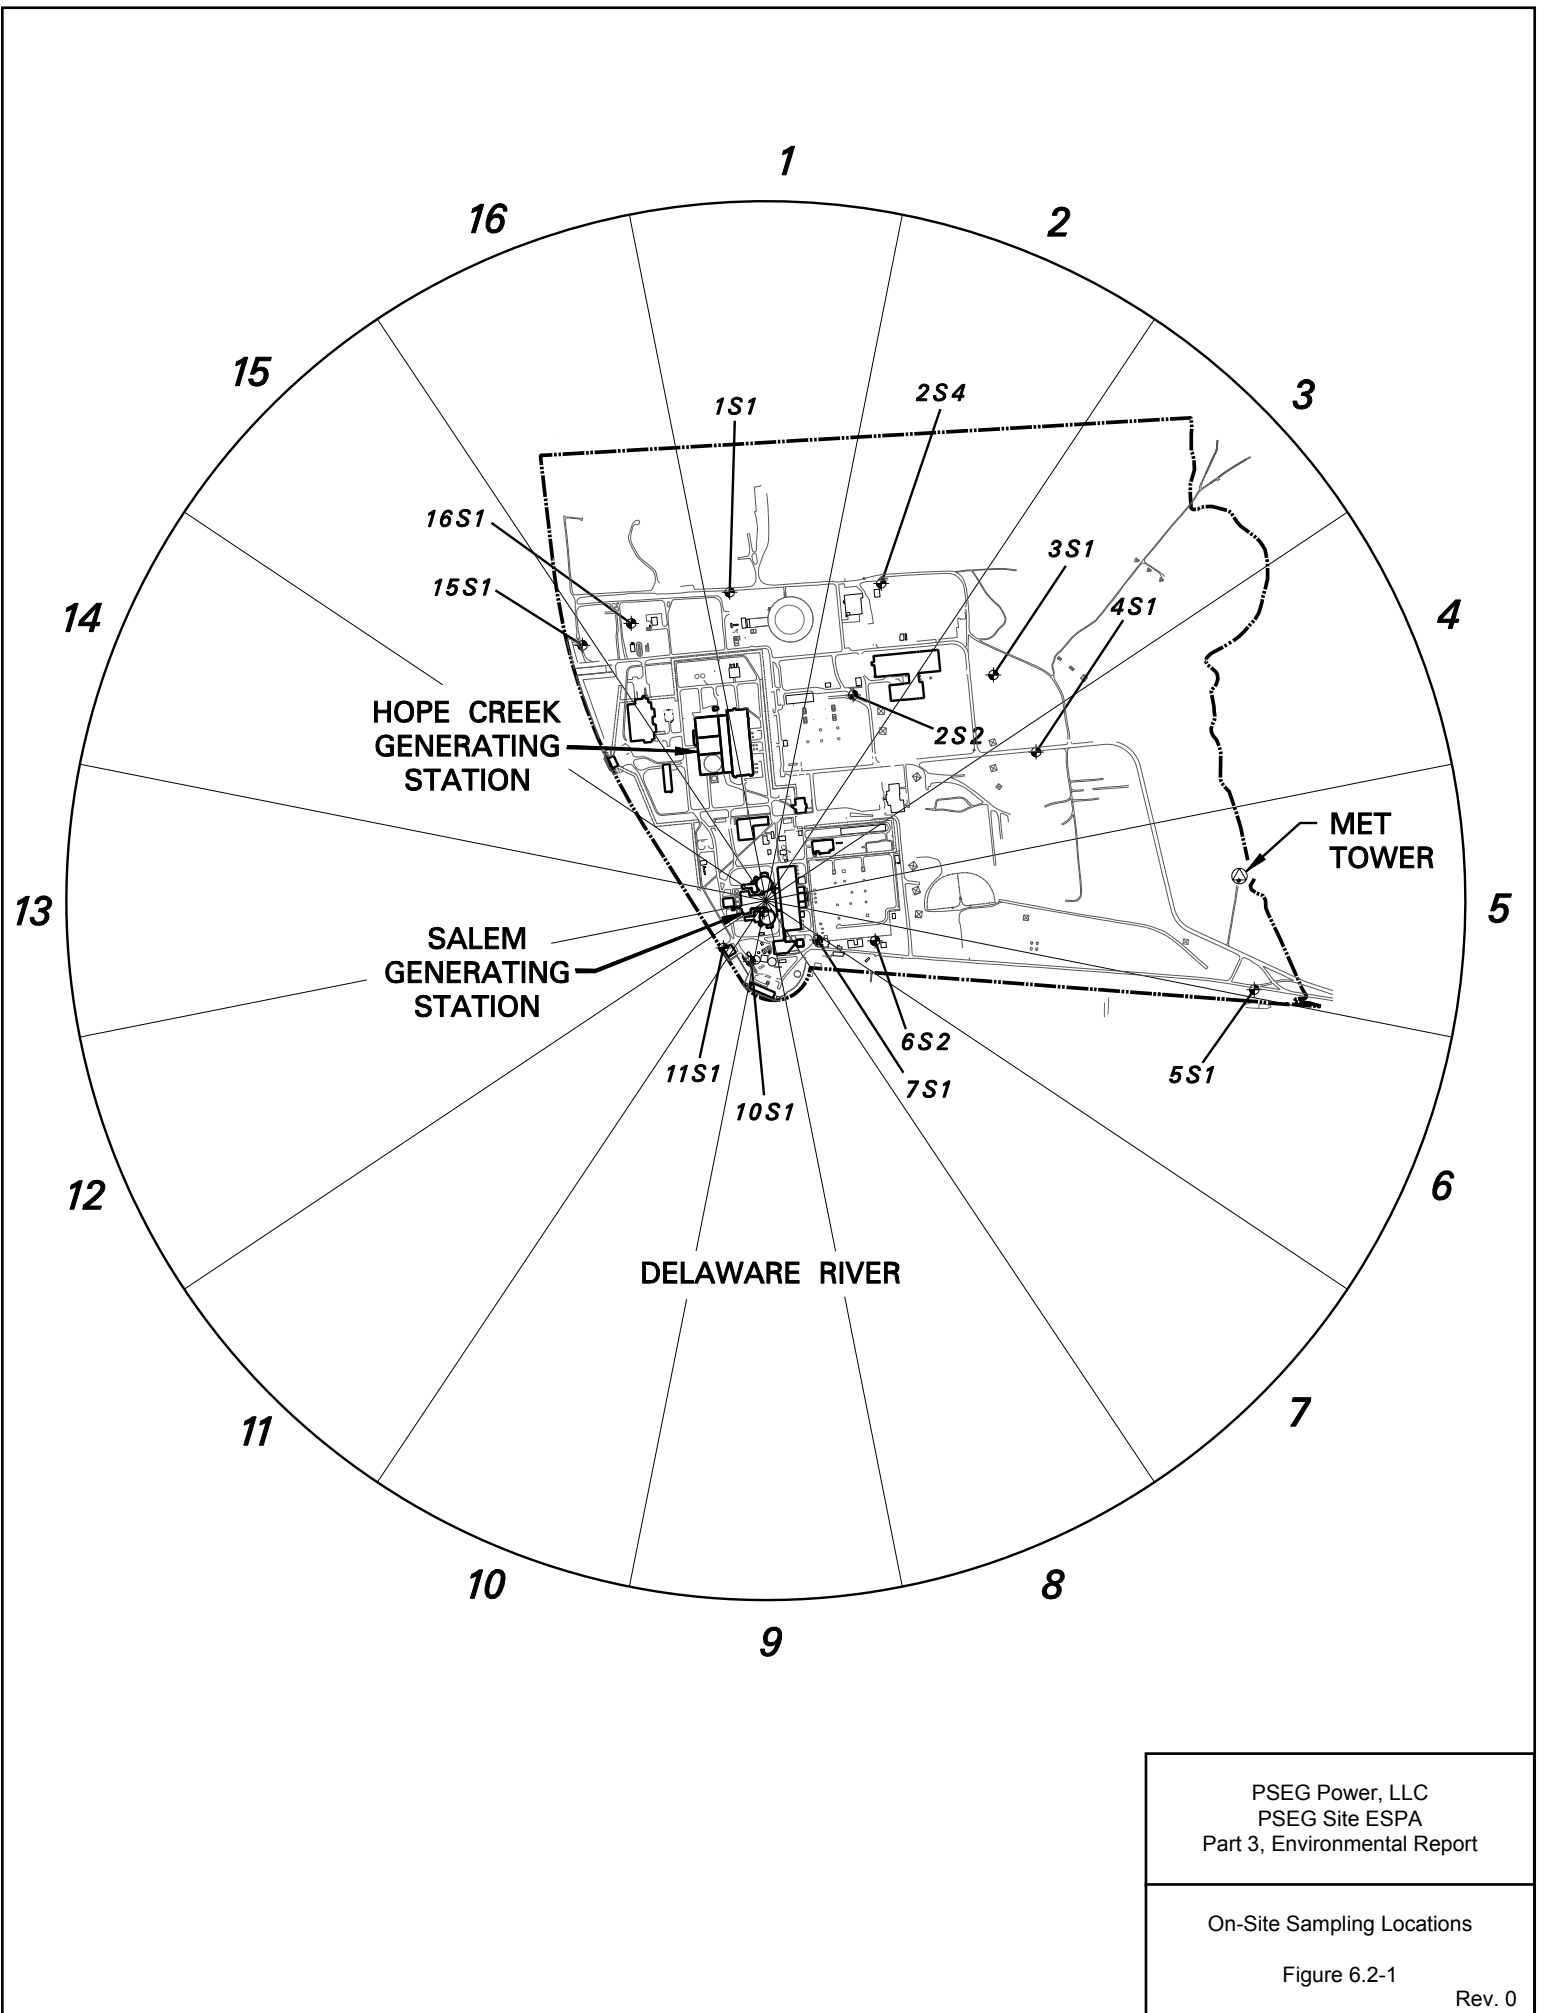 1
16
2
15
3
1S1
2S4
16S1
3S1
15S1
4S1
14
4
HOPE CREEK
GENERATING
STATION
2S2
MET
TOWER
13
5
SALEM
GENERATING
STATION
6S2
11S1
7S1
5S1
10S1
12
6
DELAWARE RIVER
11
7
10
8
9
PSEG Power, LLC
PSEG Site ESPA
Part 3, Environmental Report
On-Site Sampling Locations
Figure 6.2-1
Rev. 0